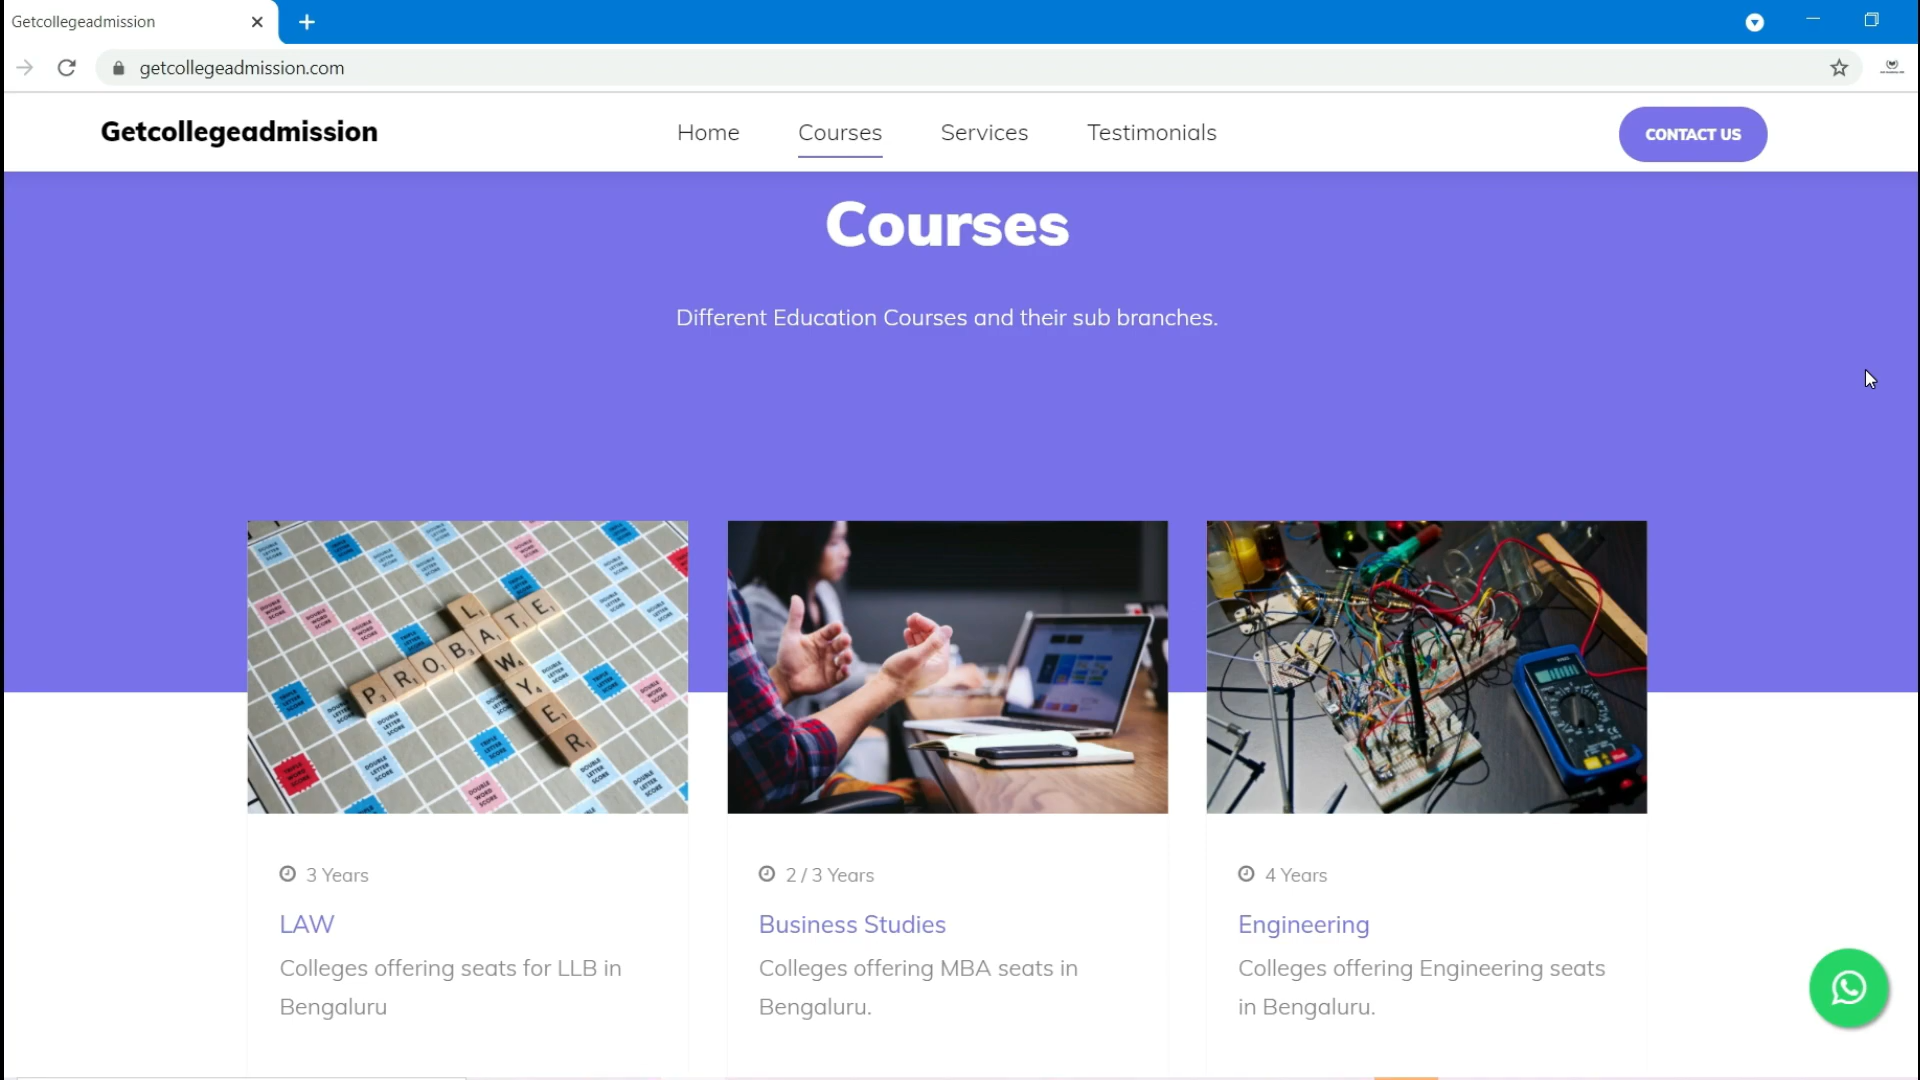 Getcollegeadmission
getcollegeadmission.com
Getcollegeadmission
Home Courses Services Testimonials
CONTACT US
Courses
Different Education Courses and their sub branches.
PROBATE
LAWYER
3 Years
LAW
Colleges offering seats for LLB in
Bengaluru
2 / 3 Years
Business Studies
Colleges offering MBA seats in
Bengaluru.
4 Years
Engineering
Colleges offering Engineering seats
in Bengaluru.